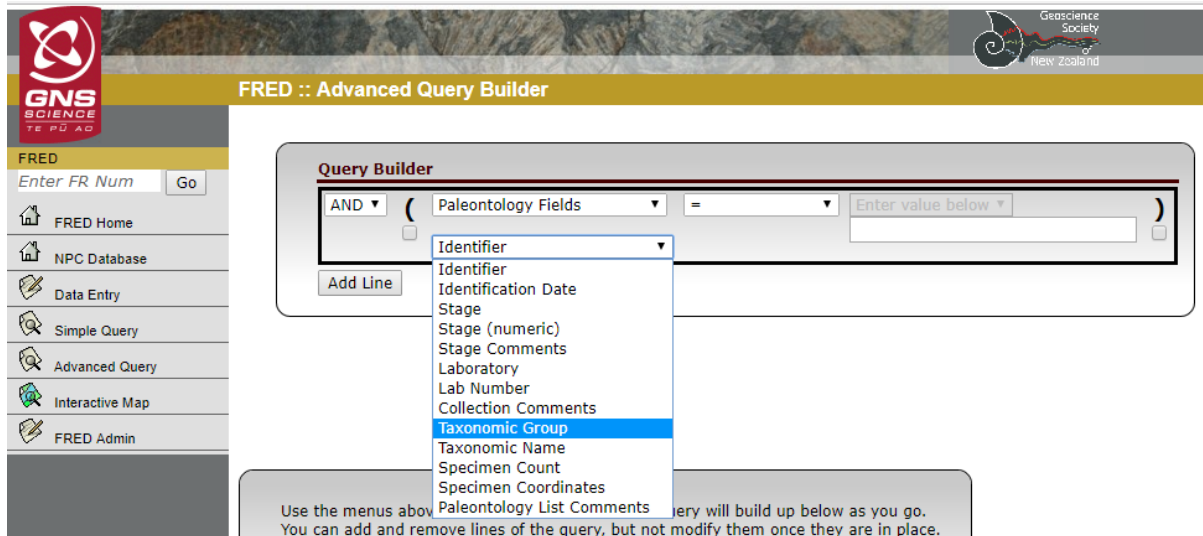 Geoscience
Society
of
New Zealand
GNS
SCIENCE
TE PŪ AO
FRED :: Advanced Query Builder
FRED
Enter FR Num
Go
FRED Home
NPC Database
Data Entry
Simple Query
Advanced Query
Interactive Map
FRED Admin
Query Builder
AND ▼ ( Paleontology Fields ▼ = ▼ Enter value below ▼ )
Identifier ▼
Identifier
Identification Date
Stage
Stage (numeric)
Stage Comments
Laboratory
Lab Number
Collection Comments
Taxonomic Group
Taxonomic Name
Specimen Count
Specimen Coordinates
Paleontology List Comments
Add Line
Use the menus abov ery will build up below as you go.
You can add and remove lines of the query, but not modify them once they are in place.